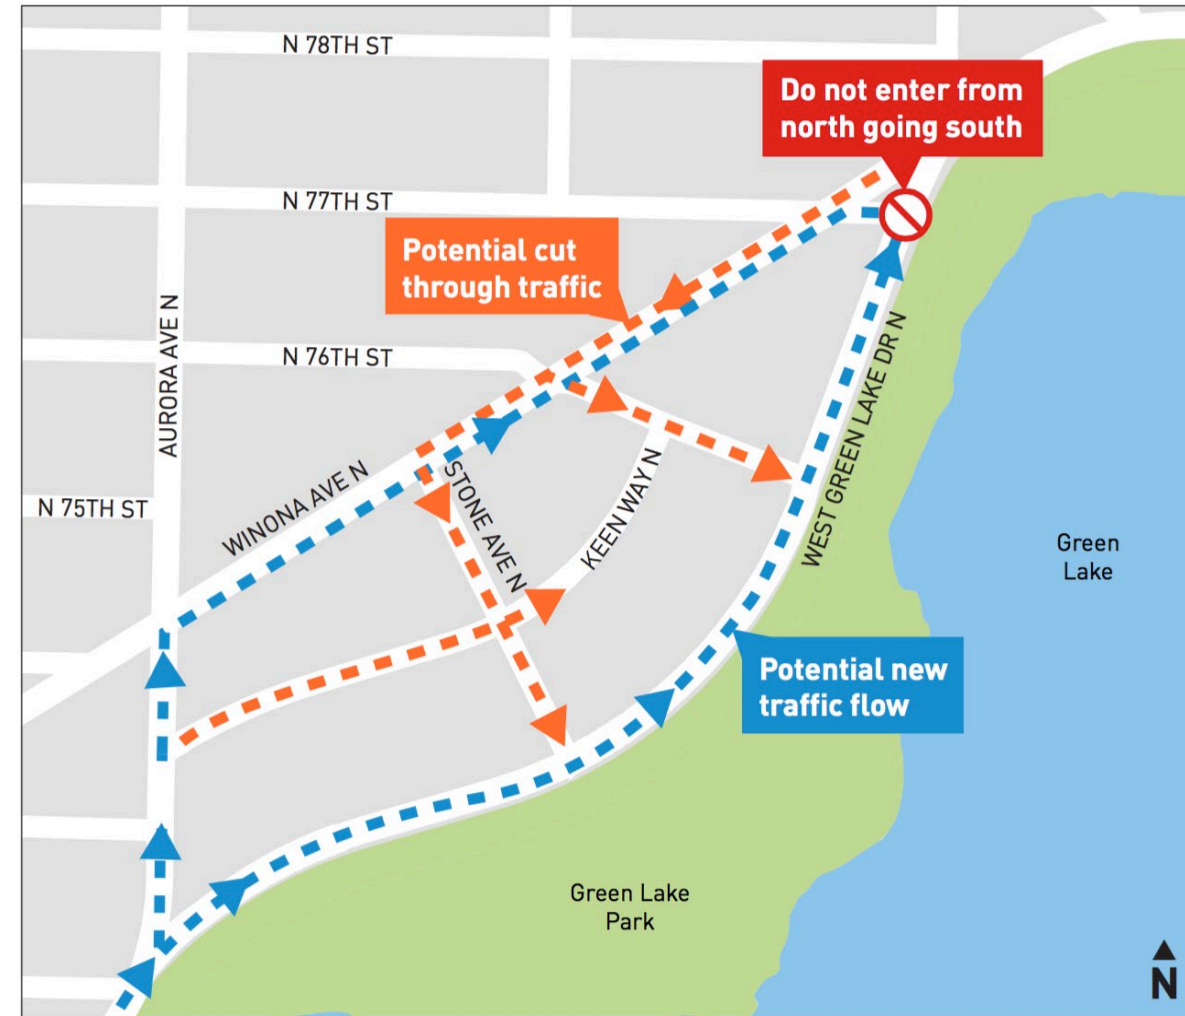 N 78TH ST
Do not enter from
north going south
N 77TH ST
Potential cut
through traffic
AURORA AVE N
N 76TH ST
WEST GREEN LAKE DR N
WINONA AVE N
STONE AVE N
KEEN WAY N
N 75TH ST
Green
Lake
Potential new
traffic flow
Green Lake
Park
N